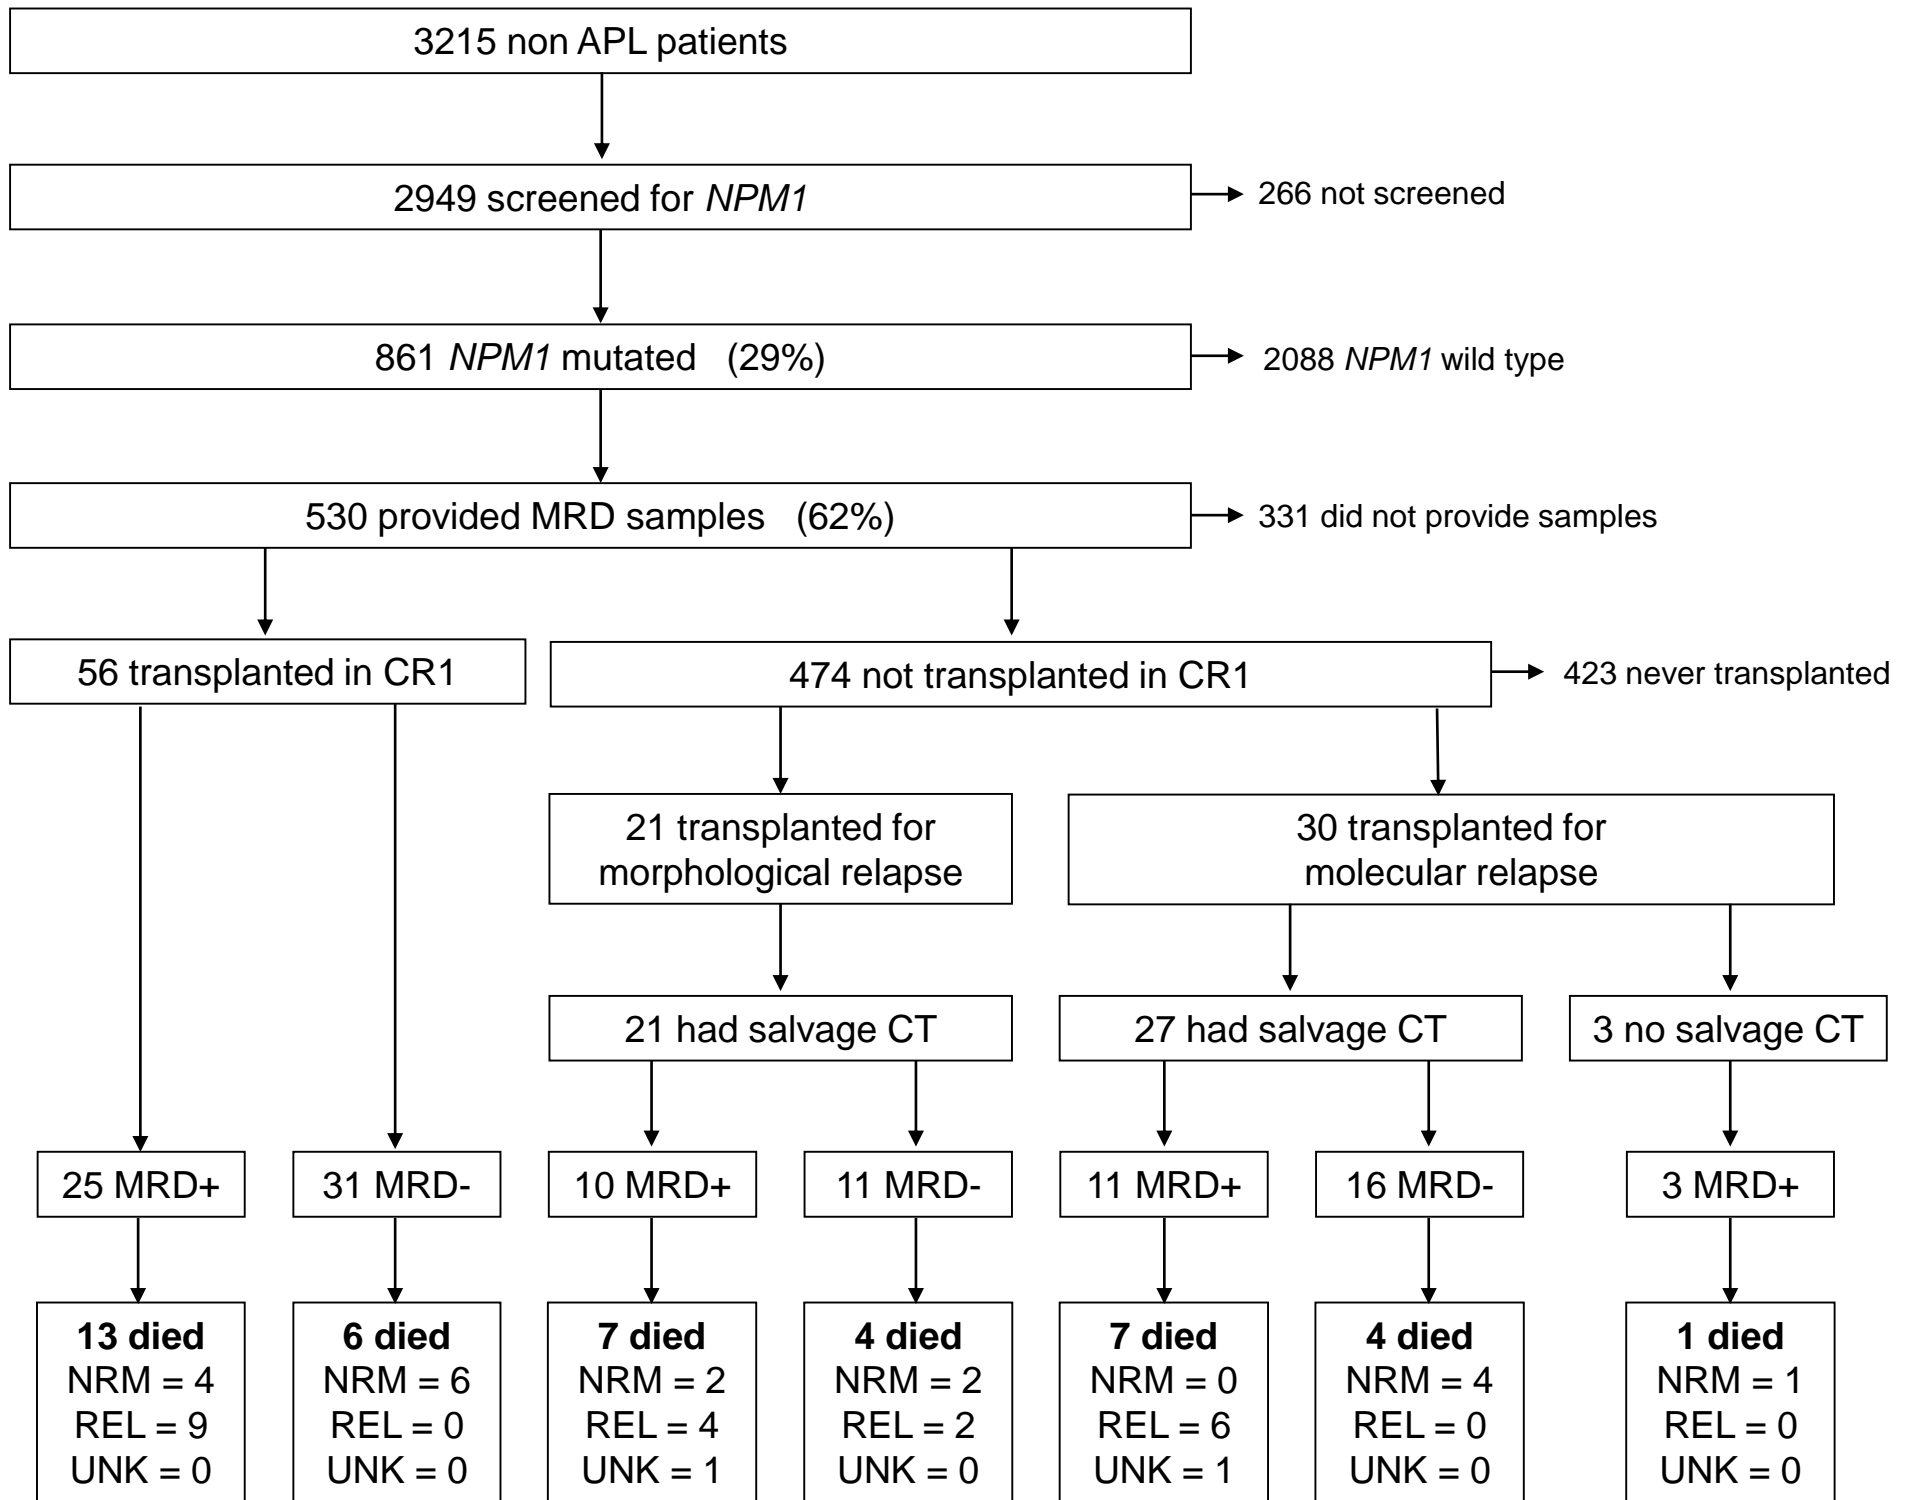 3215 non APL patients
2949 screened for NPM1
266 not screened
861 NPM1 mutated (29%)
2088 NPM1 wild type
530 provided MRD samples (62%)
331 did not provide samples
56 transplanted in CR1
474 not transplanted in CR1
423 never transplanted
21 transplanted for
morphological relapse
30 transplanted for
molecular relapse
21 had salvage CT
27 had salvage CT
3 no salvage CT
25 MRD+
31 MRD-
10 MRD+
11 MRD-
11 MRD+
16 MRD-
3 MRD+
13 died
NRM = 4
REL = 9
UNK = 0
6 died
NRM = 6
REL = 0
UNK = 0
7 died
NRM = 2
REL = 4
UNK = 1
4 died
NRM = 2
REL = 2
UNK = 0
7 died
NRM = 0
REL = 6
UNK = 1
4 died
NRM = 4
REL = 0
UNK = 0
1 died
NRM = 1
REL = 0
UNK = 0